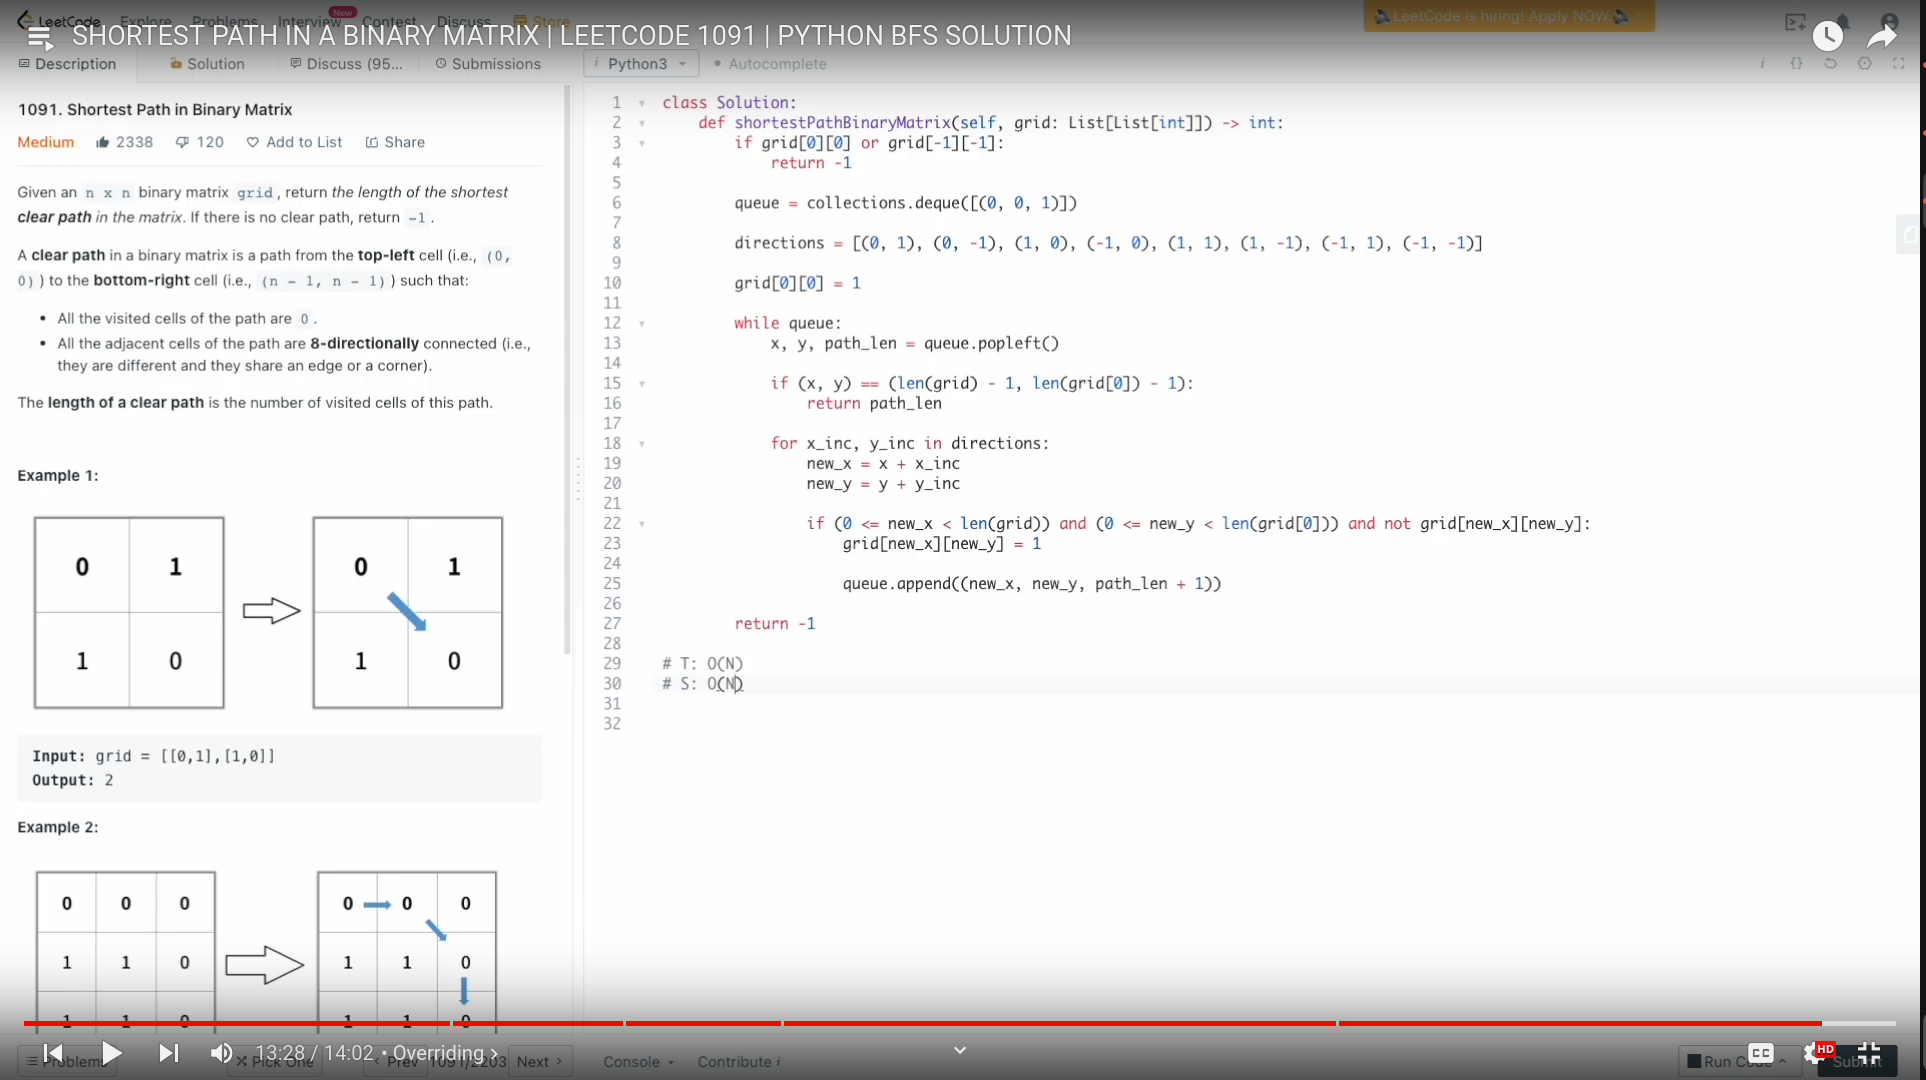 LeetCode Explore Problems Interview New Contest Discuss Store
LeetCode is hiring! Apply NOW.
SHORTEST PATH IN A BINARY MATRIX | LEETCODE 1091 | PYTHON BFS SOLUTION
Description Solution Discuss (95... Submissions
i Python3 • Autocomplete
i {}
1091. Shortest Path in Binary Matrix
Medium 2338 120 Add to List Share
Given an n x n binary matrix grid, return the length of the shortest
clear path in the matrix. If there is no clear path, return -1.
A clear path in a binary matrix is a path from the top-left cell (i.e., (0,
0)) to the bottom-right cell (i.e., (n - 1, n - 1)) such that:
• All the visited cells of the path are 0.
• All the adjacent cells of the path are 8-directionally connected (i.e.,
they are different and they share an edge or a corner).
The length of a clear path is the number of visited cells of this path.
Example 1:
0 1 0 1
1 0 1 0
Input: grid = [[0,1],[1,0]]
Output: 2
Example 2:
0 0 0 0 0 0
1 1 0 1 1 0
1 1 0 1 1 0
1 class Solution:
2 def shortestPathBinaryMatrix(self, grid: List[List[int]]) -> int:
3 if grid[0][0] or grid[-1][-1]:
4 return -1
5
6 queue = collections.deque([(0, 0, 1)])
7
8 directions = [(0, 1), (0, -1), (1, 0), (-1, 0), (1, 1), (1, -1), (-1, 1), (-1, -1)]
9
10 grid[0][0] = 1
11
12 while queue:
13 x, y, path_len = queue.popleft()
14
15 if (x, y) == (len(grid) - 1, len(grid[0]) - 1):
16 return path_len
17
18 for x_inc, y_inc in directions:
19 new_x = x + x_inc
20 new_y = y + y_inc
21
22 if (0 <= new_x < len(grid)) and (0 <= new_y < len(grid[0])) and not grid[new_x][new_y]:
23 grid[new_x][new_y] = 1
24
25 queue.append((new_x, new_y, path_len + 1))
26
27 return -1
28
29 # T: O(N)
30 # S: O(N)
31
32
Problems Pick One Prev 1091/2203 Next Console Contribute i Run Code Submit
13:28 / 14:02 • Overriding
CC HD